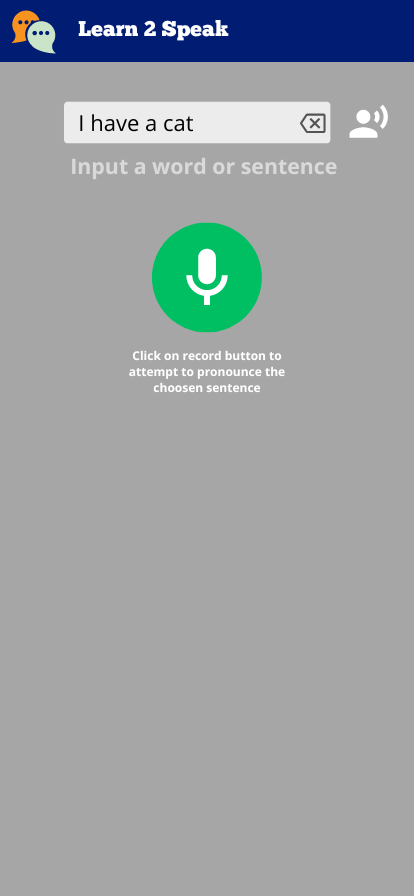 Learn 2 Speak
I have a cat
Input a word or sentence
Click on record button to
attempt to pronounce the
choosen sentence